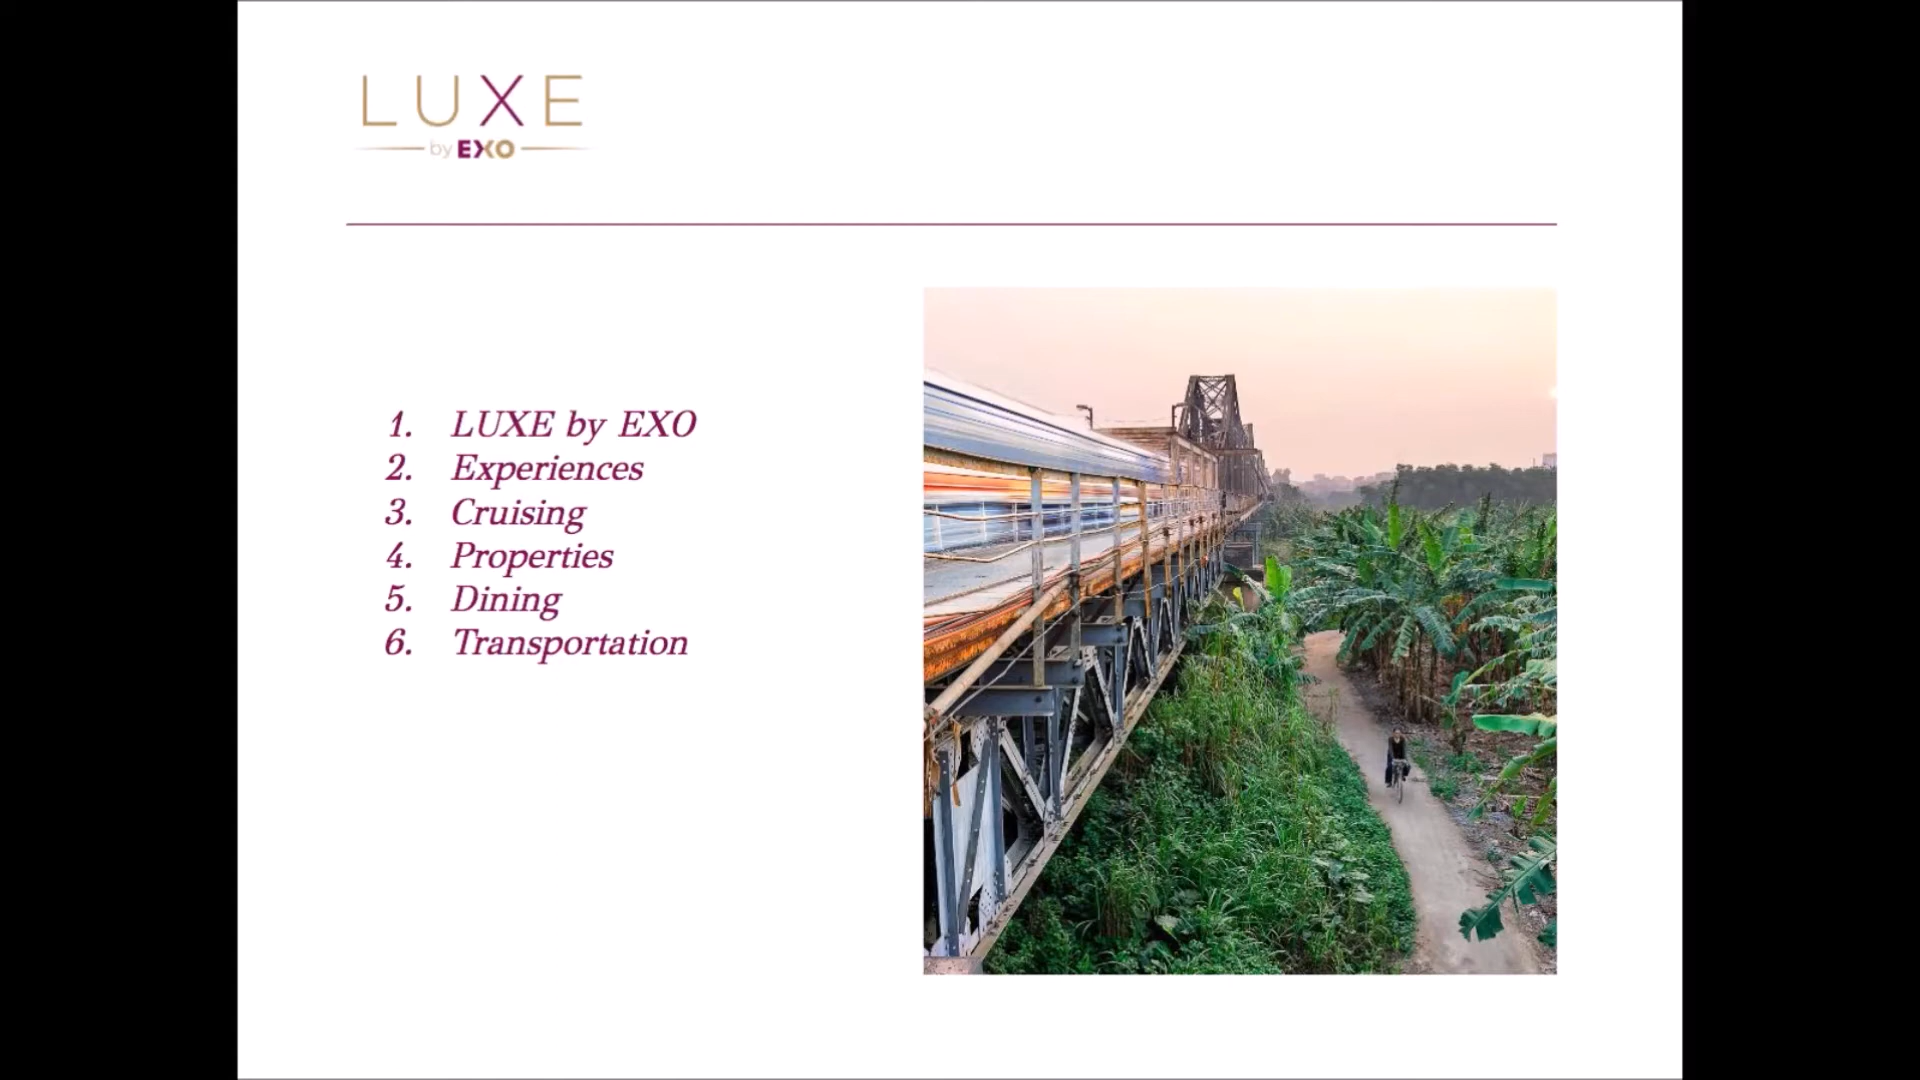 LUXE
by EXO
1. LUXE by EXO
2. Experiences
3. Cruising
4. Properties
5. Dining
6. Transportation